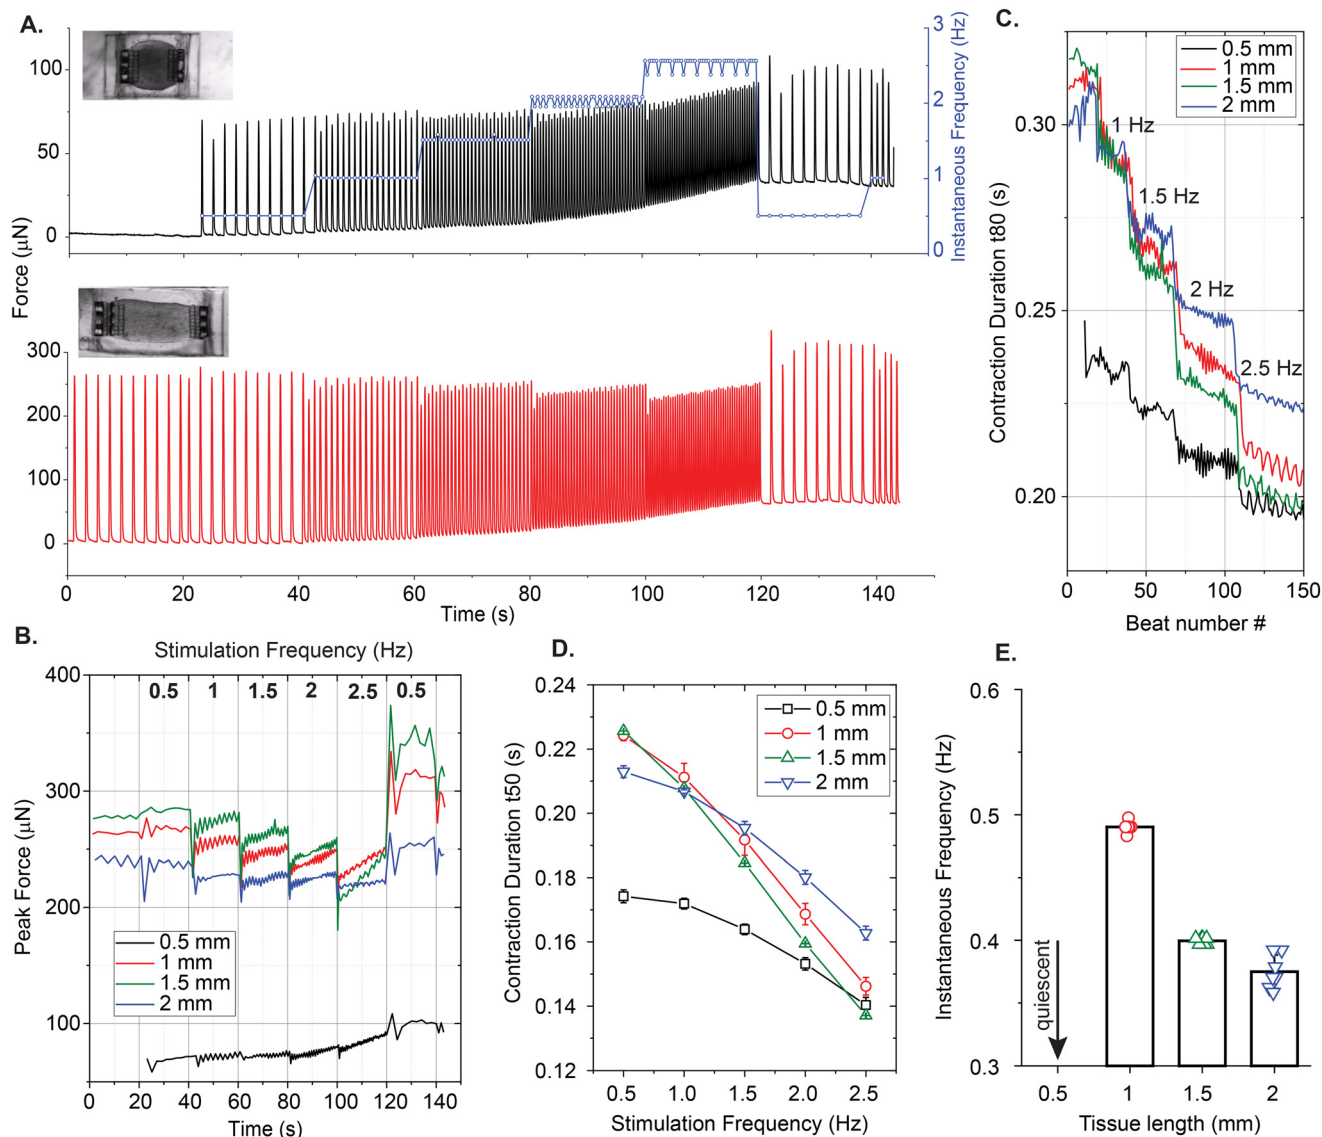 A.
100
50
0
3
2
1
0
Instantaneous Frequency (Hz)
Force (µN)
300
200
100
0
0
20
40
60
80
100
120
140
Time (s)
C.
0.5 mm
1 mm
1.5 mm
2 mm
1 Hz
1.5 Hz
2 Hz
2.5 Hz
0.30
0.25
0.20
Contraction Duration t80 (s)
0
50
100
150
Beat number #
B.
Stimulation Frequency (Hz)
400
300
200
100
0.5
1
1.5
2
2.5
0.5
Peak Force (µN)
0.5 mm
1 mm
1.5 mm
2 mm
0
20
40
60
80
100
120
140
Time (s)
D.
0.24
0.22
0.20
0.18
0.16
0.14
0.12
Contraction Duration t50 (s)
0.5 mm
1 mm
1.5 mm
2 mm
0.5
1.0
1.5
2.0
2.5
Stimulation Frequency (Hz)
E.
0.6
0.5
0.4
0.3
Instantaneous Frequency (Hz)
quiescent
0.5
1
1.5
2
Tissue length (mm)